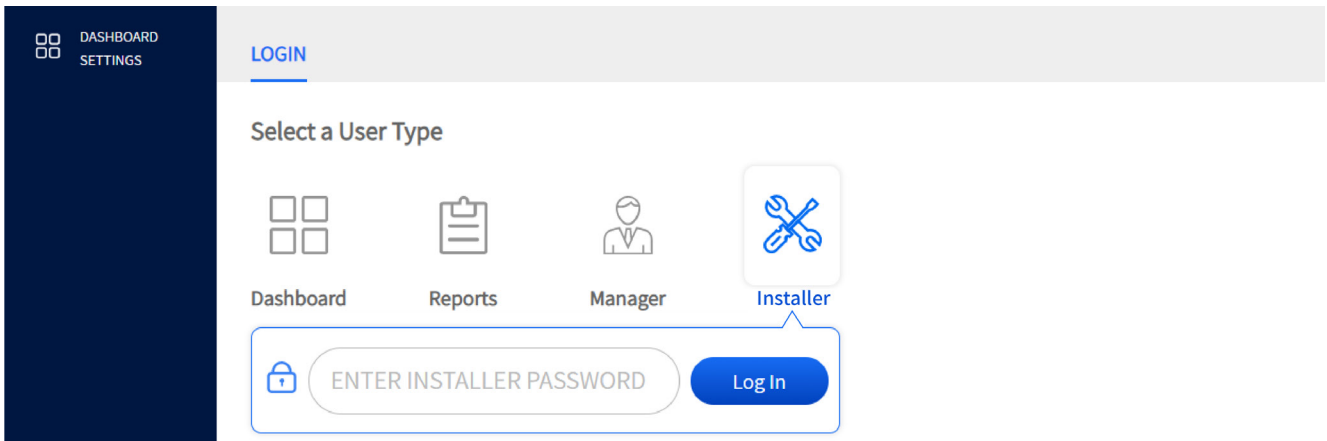 DASHBOARD
SETTINGS
LOGIN
Select a User Type
Dashboard
Reports
Manager
Installer
ENTER INSTALLER PASSWORD
Log In